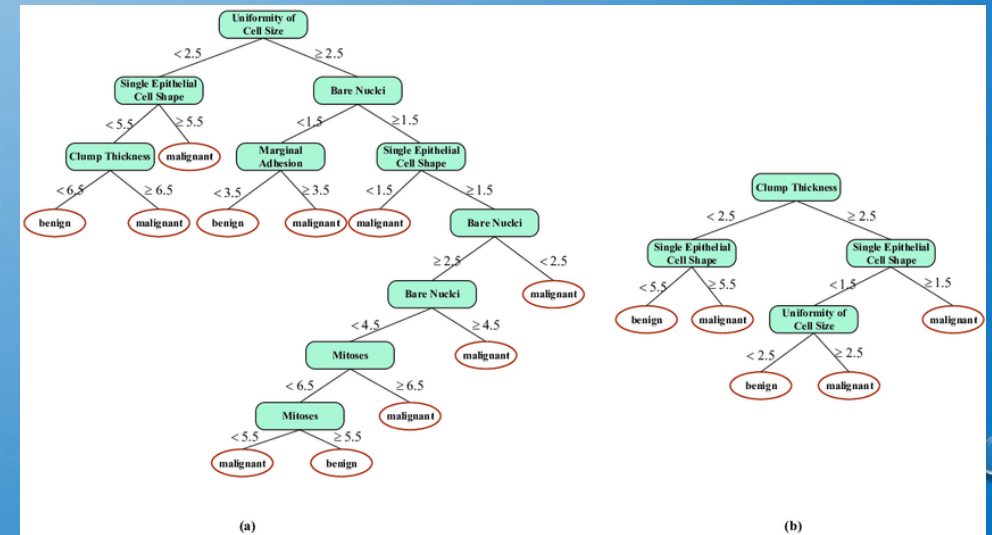 Uniformity of
Cell Size
< 2.5
≥ 2.5
Single Epithelial
Cell Shape
Bare Nuclci
< 5.5
≥ 5.5
<1.5
≥1.5
Clump Thickness
malignant
Marginal
Adhesion
Single Epithelial
Cell Shape
< 6.5
≥ 6.5
< 3.5
≥ 3.5
< 1.5
≥1.5
benign
malignant
benign
malignant
malignant
Bare Nuclci
≥ 2.5
< 2.5
Bare Nuclci
malignant
< 4.5
≥ 4.5
Mitoses
malignant
< 6.5
≥ 6.5
Mitoses
malignant
< 5.5
≥ 5.5
malignant
benign
(a)
Clump Thickness
< 2.5
≥ 2.5
Single Epithelial
Cell Shape
Single Epithelial
Cell Shape
< 5.5
≥ 5.5
<1.5
≥1.5
benign
malignant
Uniformity of
Cell Size
malignant
< 2.5
≥ 2.5
benign
malignant
(b)